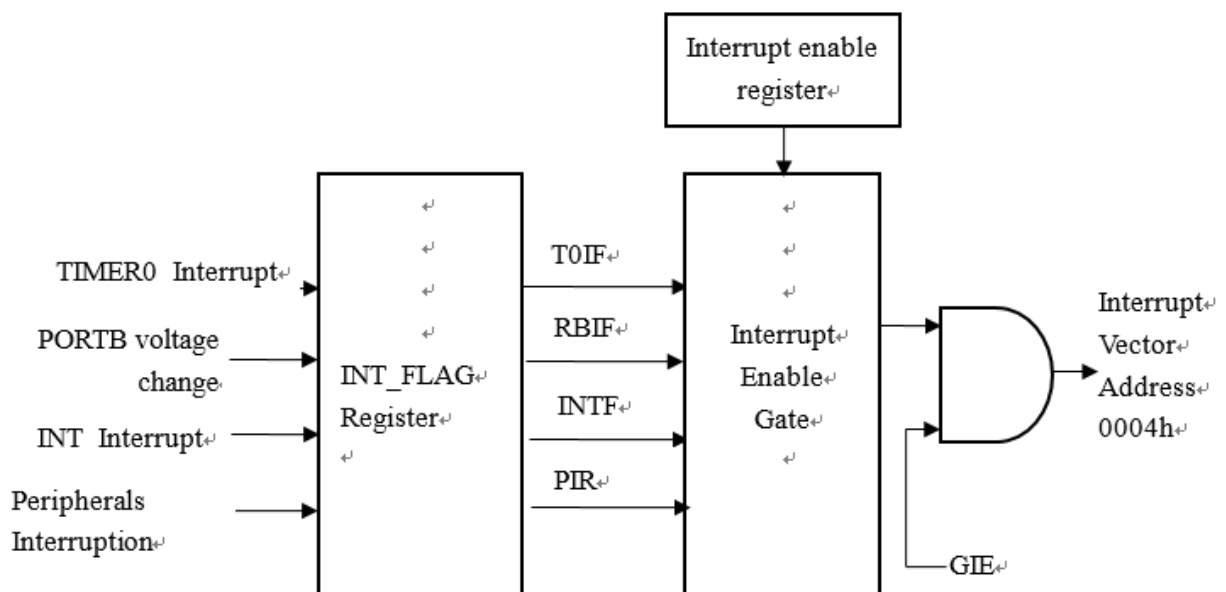 Interrupt enable
register
TIMER0 Interrupt
PORTB voltage
change
INT Interrupt
Peripherals
Interruption
INT_FLAG
Register
T0IF
RBIF
INTF
PIR
Interrupt
Enable
Gate
GIE
Interrupt
Vector
Address
0004h